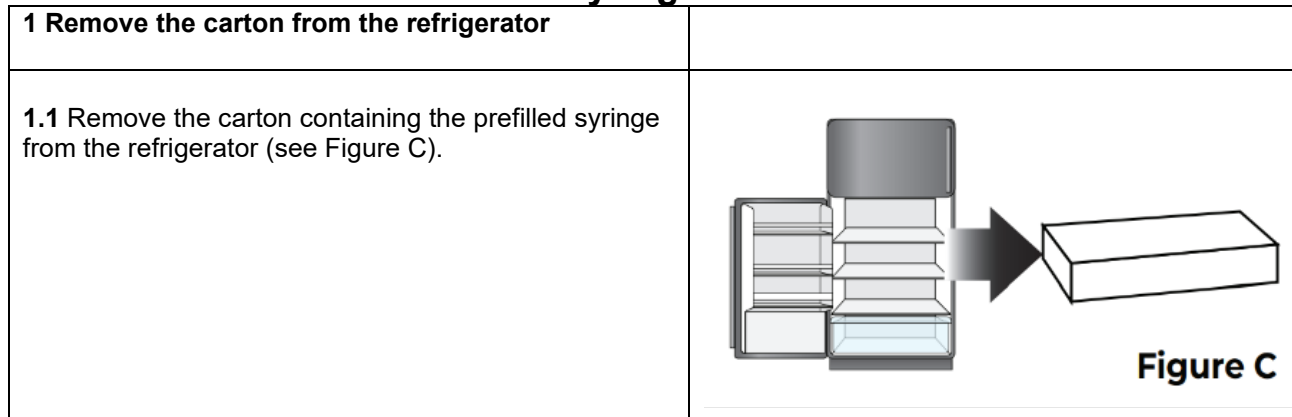 1 Remove the carton from the refrigerator
1.1 Remove the carton containing the prefilled syringe
from the refrigerator (see Figure C).
Figure C